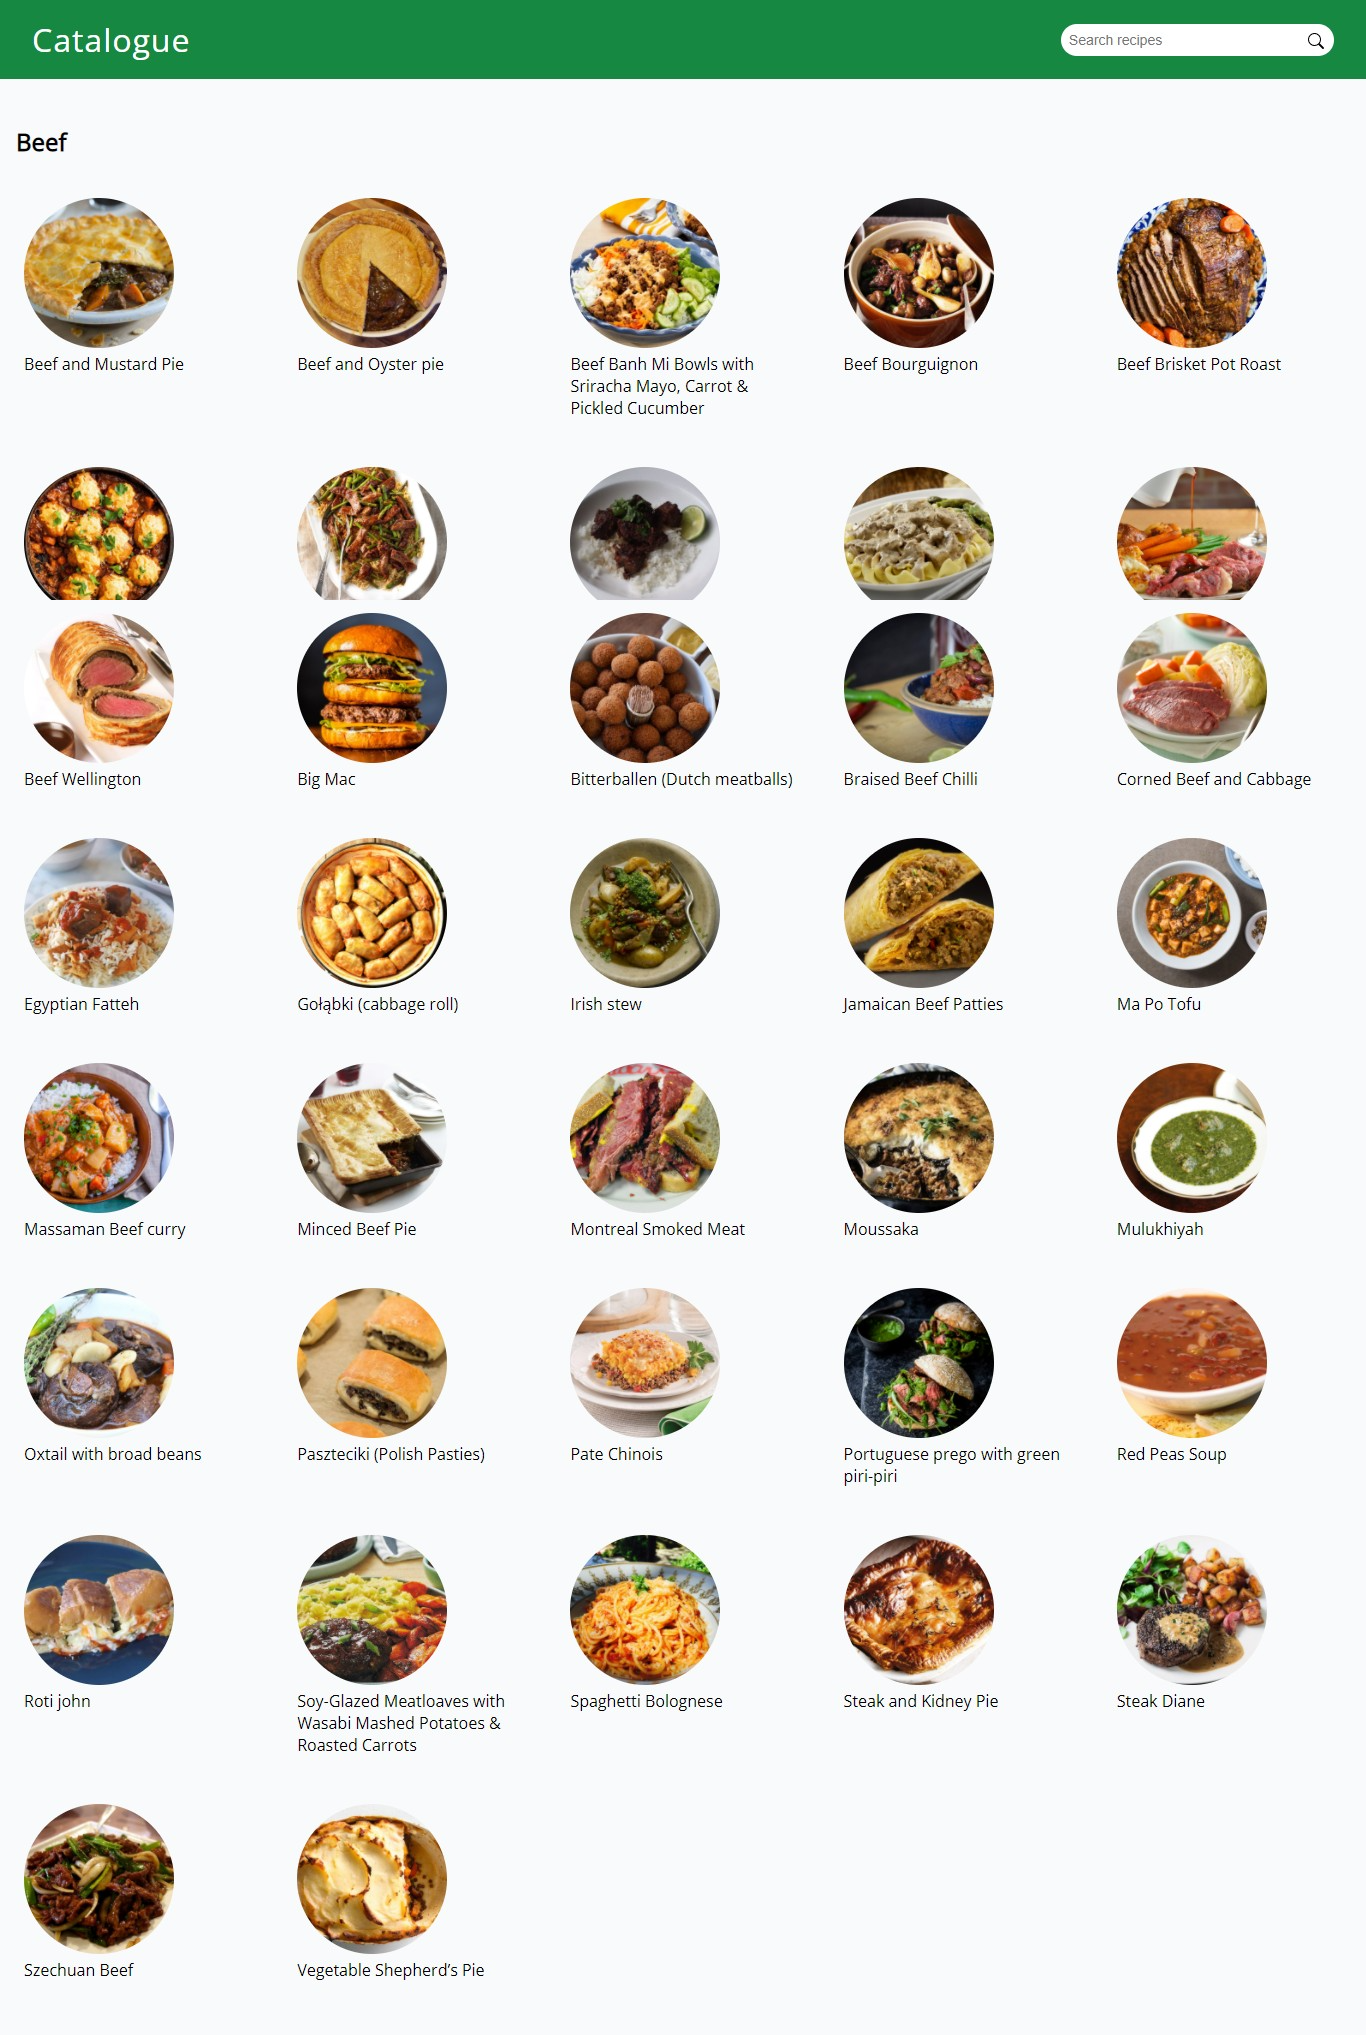 Catalogue
Search recipes
Beef
Beef and Mustard Pie
Beef and Oyster pie
Beef Banh Mi Bowls with
Sriracha Mayo, Carrot &
Pickled Cucumber
Beef Bourguignon
Beef Brisket Pot Roast
Beef Wellington
Big Mac
Bitterballen (Dutch meatballs)
Braised Beef Chilli
Corned Beef and Cabbage
Egyptian Fatteh
Gołąbki (cabbage roll)
Irish stew
Jamaican Beef Patties
Ma Po Tofu
Massaman Beef curry
Minced Beef Pie
Montreal Smoked Meat
Moussaka
Mulukhiyah
Oxtail with broad beans
Paszteciki (Polish Pasties)
Pate Chinois
Portuguese prego with green
piri-piri
Red Peas Soup
Roti john
Soy-Glazed Meatloaves with
Wasabi Mashed Potatoes &
Roasted Carrots
Spaghetti Bolognese
Steak and Kidney Pie
Steak Diane
Szechuan Beef
Vegetable Shepherd’s Pie